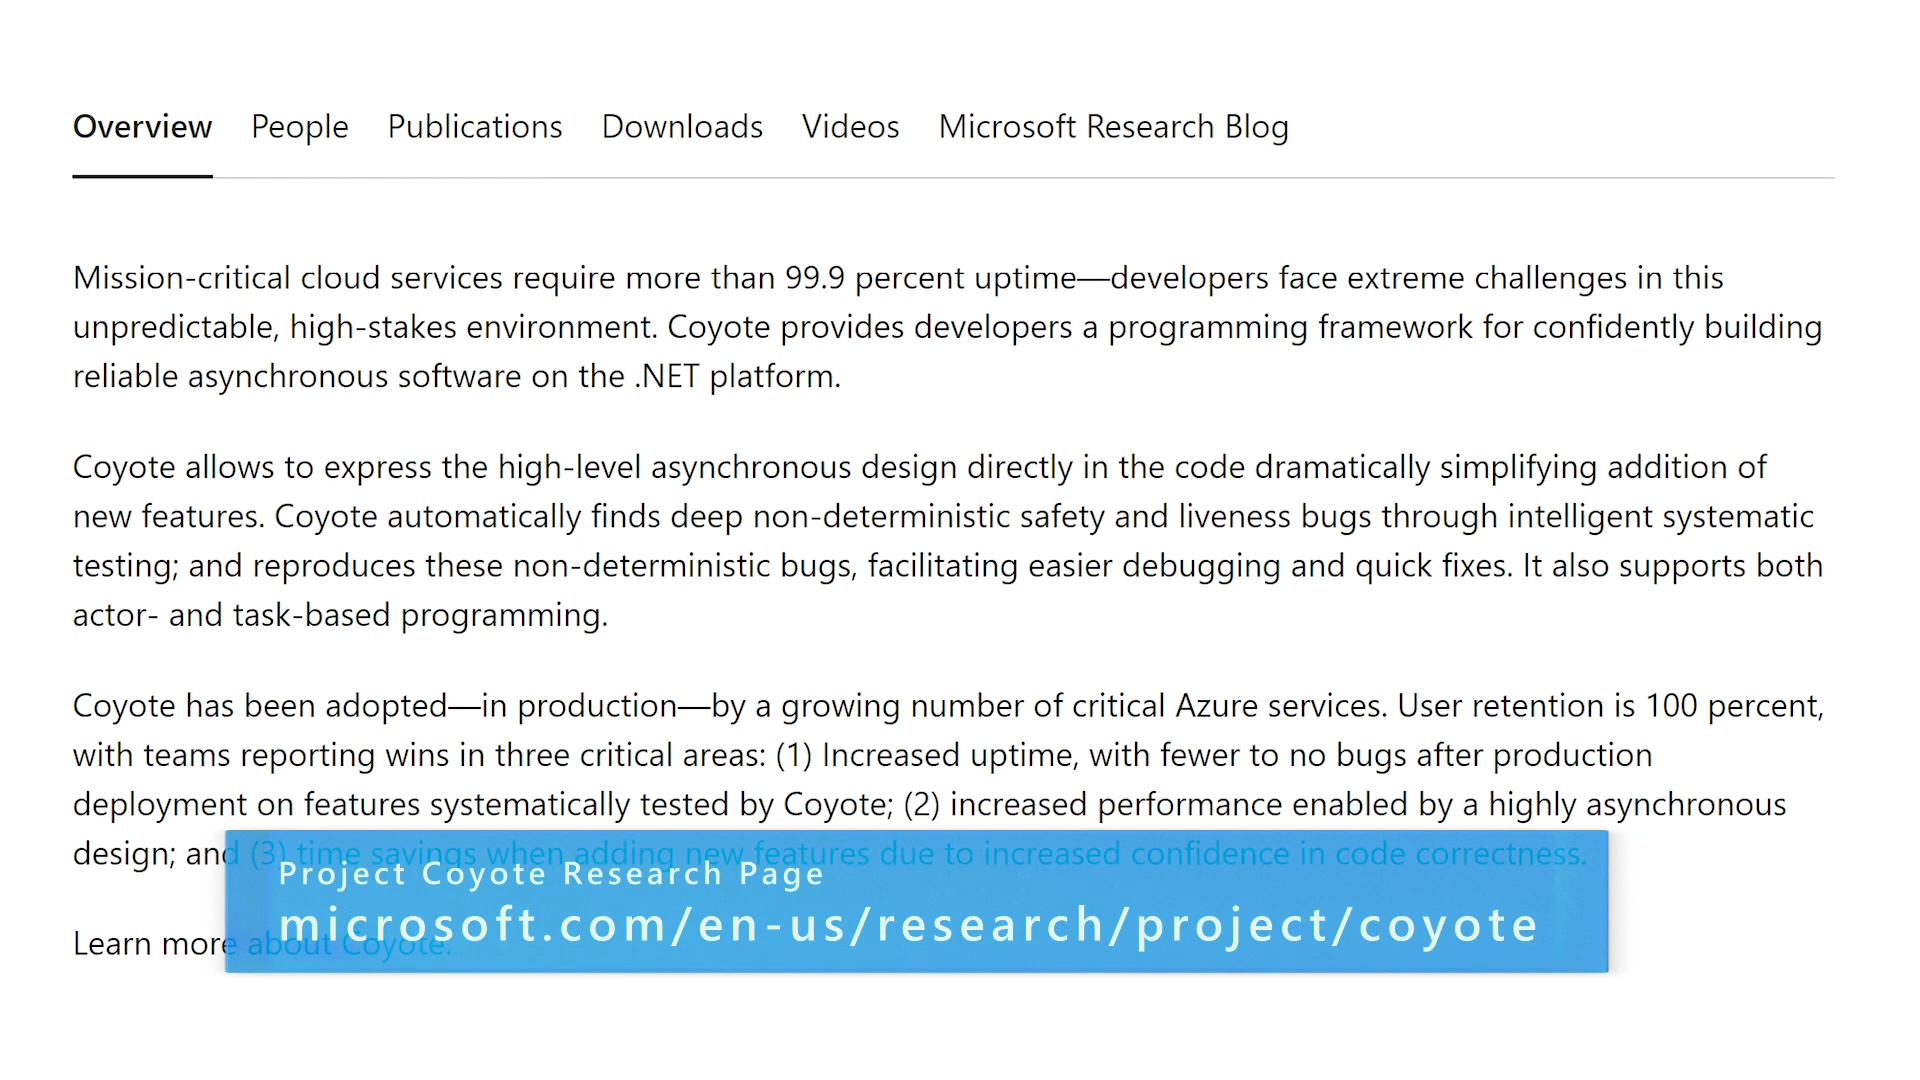 Overview People Publications Downloads Videos Microsoft Research Blog
Mission-critical cloud services require more than 99.9 percent uptime—developers face extreme challenges in this
unpredictable, high-stakes environment. Coyote provides developers a programming framework for confidently building
reliable asynchronous software on the .NET platform.
Coyote allows to express the high-level asynchronous design directly in the code dramatically simplifying addition of
new features. Coyote automatically finds deep non-deterministic safety and liveness bugs through intelligent systematic
testing; and reproduces these non-deterministic bugs, facilitating easier debugging and quick fixes. It also supports both
actor- and task-based programming.
Coyote has been adopted—in production—by a growing number of critical Azure services. User retention is 100 percent,
with teams reporting wins in three critical areas: (1) Increased uptime, with fewer to no bugs after production
deployment on features systematically tested by Coyote; (2) increased performance enabled by a highly asynchronous
design; and (3) time savings when adding new features due to increased confidence in code correctness.
Project Coyote Research Page
microsoft.com/en-us/research/project/coyote
Learn more about Coyote.